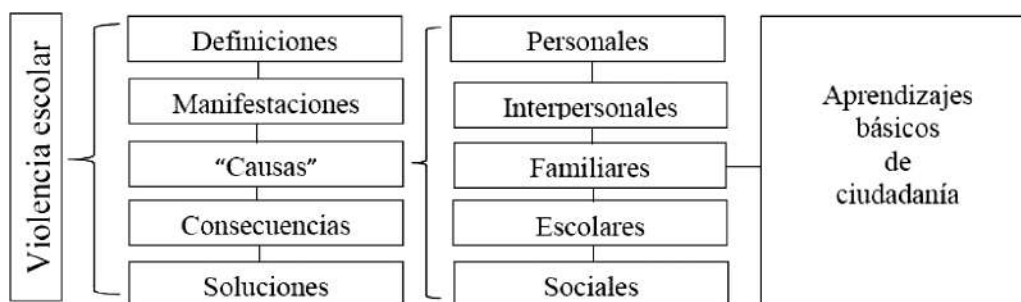 Violencia escolar
Definiciones
Manifestaciones
“Causas”
Consecuencias
Soluciones
Personales
Interpersonales
Familiares
Escolares
Sociales
Aprendizajes
básicos
de
ciudadanía